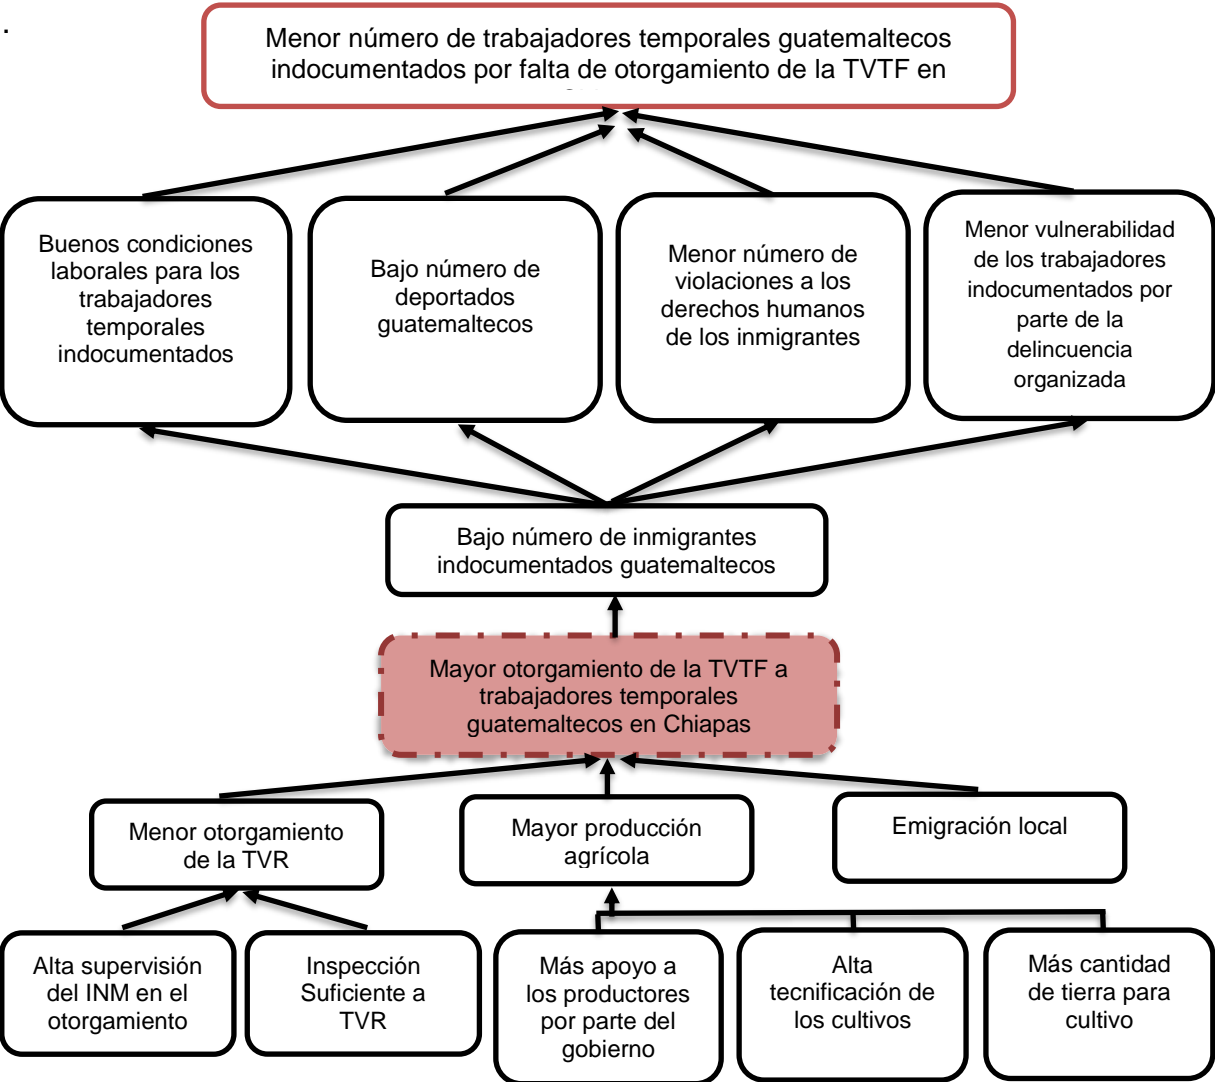 .
Menor número de trabajadores temporales guatemaltecos
indocumentados por falta de otorgamiento de la TVTF en
Buenos condiciones
laborales para los
trabajadores
temporales
indocumentados
Bajo número de
deportados
guatemaltecos
Menor número de
violaciones a los
derechos humanos
de los inmigrantes
Menor vulnerabilidad
de los trabajadores
indocumentados por
parte de la
delincuencia
organizada
Bajo número de inmigrantes
indocumentados guatemaltecos
Mayor otorgamiento de la TVTF a
trabajadores temporales
guatemaltecos en Chiapas
Menor otorgamiento
de la TVR
Mayor producción
agrícola
Emigración local
Alta supervisión
del INM en el
otorgamiento
Inspección
Suficiente a
TVR
Más apoyo a
los productores
por parte del
gobierno
Alta
tecnificación de
los cultivos
Más cantidad
de tierra para
cultivo